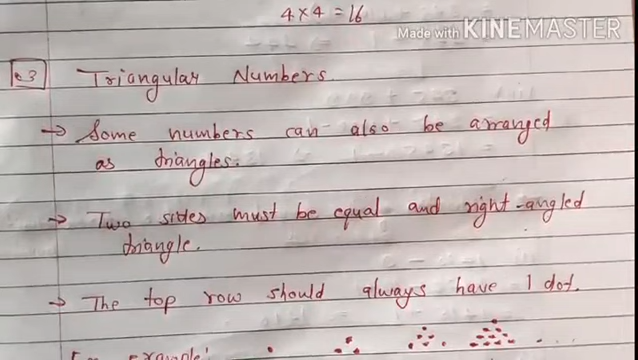 4 × 4 = 16
Made with KINEMASTER
Triangular Numbers.
→ Some numbers can also be arranged
as triangles.
→ Two sides must be equal and right-angled
triangle.
→ The top row should always have 1 dot.
example: